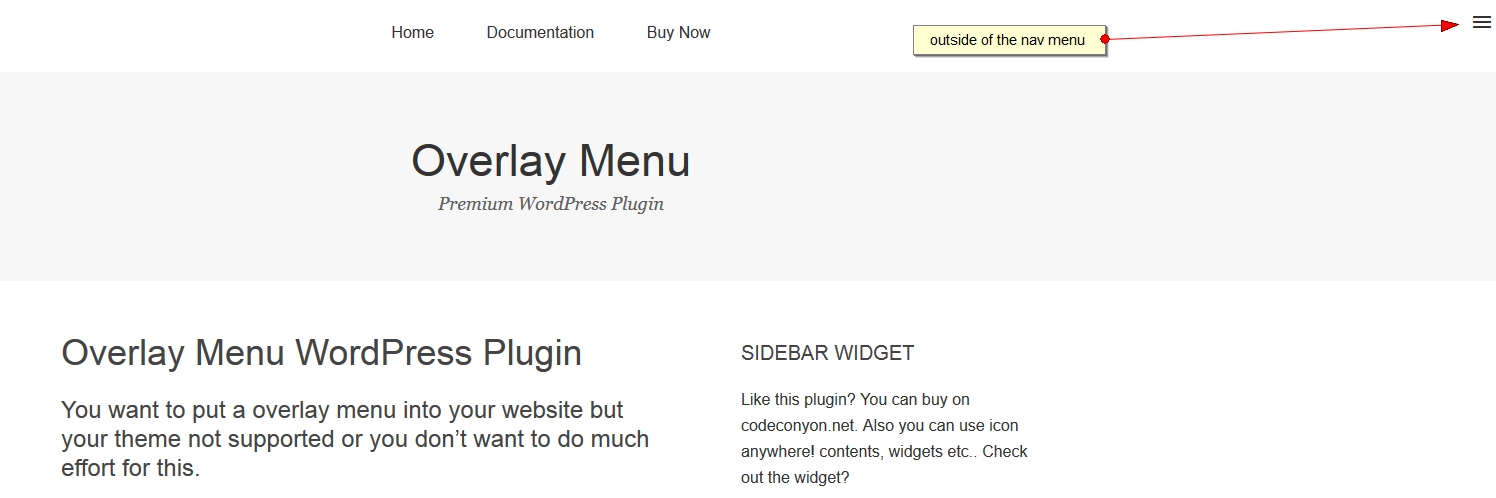 Home Documentation Buy Now
outside of the nav menu
Overlay Menu
Premium WordPress Plugin
Overlay Menu WordPress Plugin
You want to put a overlay menu into your website but
your theme not supported or you don’t want to do much
effort for this.
SIDEBAR WIDGET
Like this plugin? You can buy on
codeconyon.net. Also you can use icon
anywhere! contents, widgets etc.. Check
out the widget?